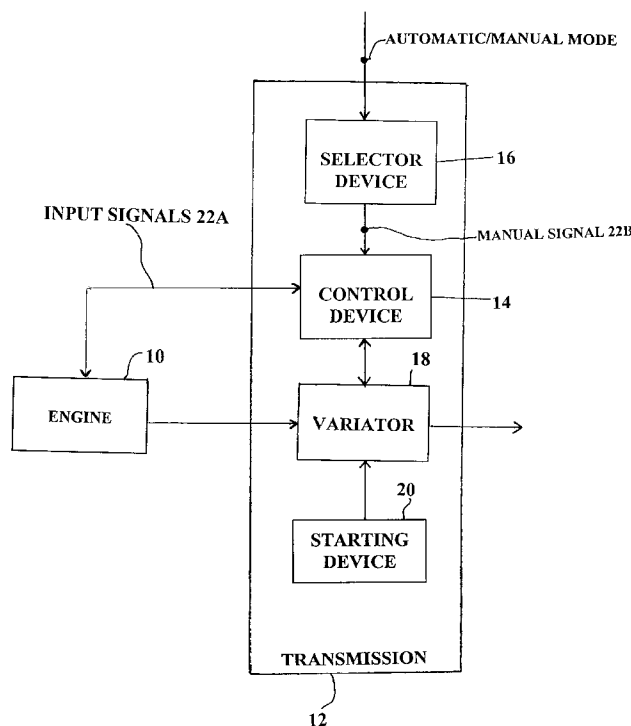 AUTOMATIC/MANUAL MODE
SELECTOR
DEVICE
16
INPUT SIGNALS 22A
MANUAL SIGNAL 22B
CONTROL
DEVICE
14
10
18
ENGINE
VARIATOR
20
STARTING
DEVICE
TRANSMISSION
12